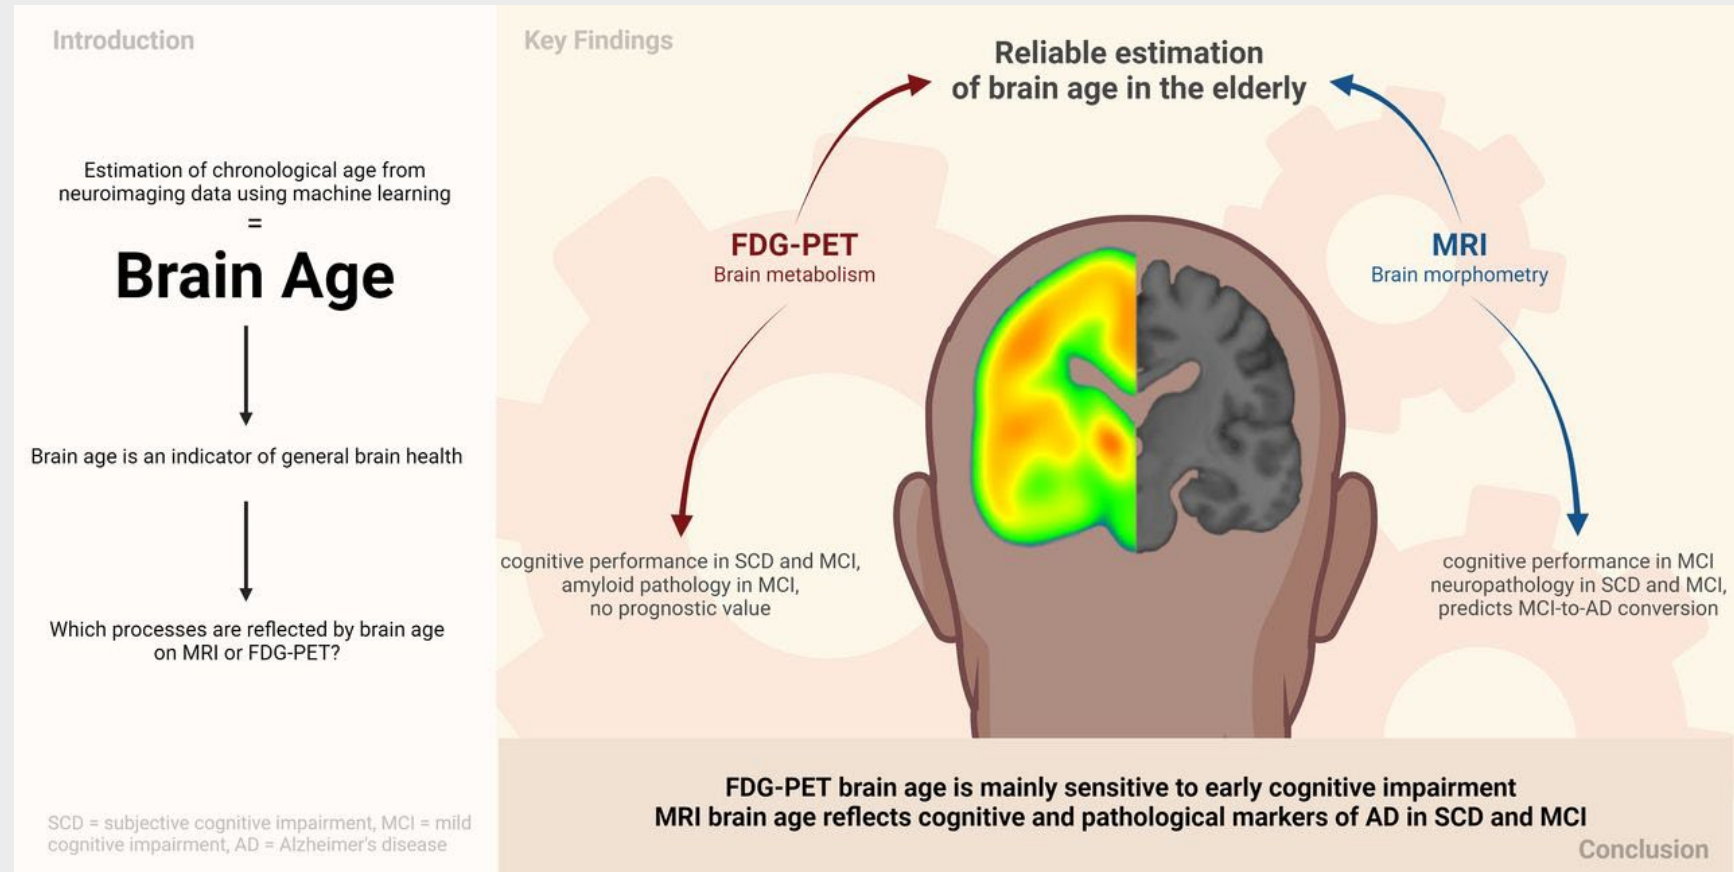 Introduction
Estimation of chronological age from
neuroimaging data using machine learning
=
Brain Age
Brain age is an indicator of general brain health
Which processes are reflected by brain age
on MRI or FDG-PET?
SCD = subjective cognitive impairment, MCI = mild
cognitive impairment, AD = Alzheimer's disease
Key Findings
Reliable estimation
of brain age in the elderly
FDG-PET
Brain metabolism
cognitive performance in SCD and MCI,
amyloid pathology in MCI,
no prognostic value
MRI
Brain morphometry
cognitive performance in MCI
neuropathology in SCD and MCI,
predicts MCI-to-AD conversion
FDG-PET brain age is mainly sensitive to early cognitive impairment
MRI brain age reflects cognitive and pathological markers of AD in SCD and MCI
Conclusion